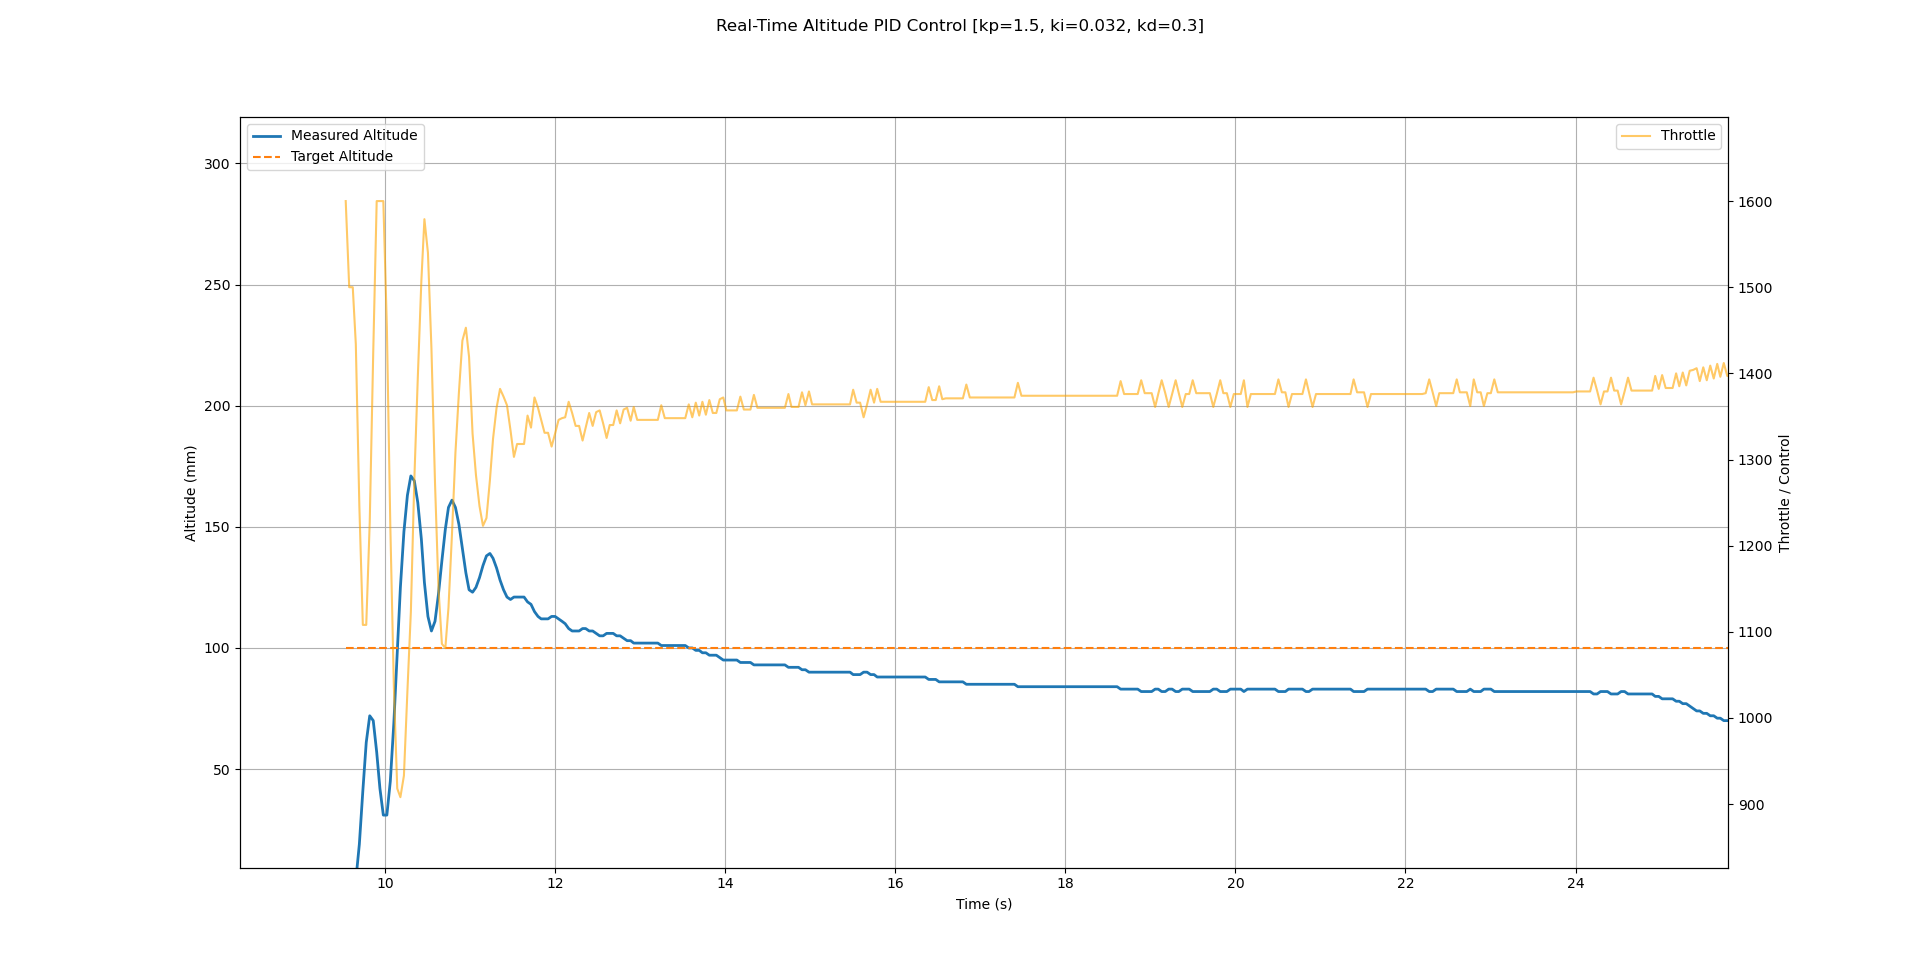 Real-Time Altitude PID Control [kp=1.5, ki=0.032, kd=0.3]
Measured Altitude
Target Altitude
Throttle
300
250
200
150
100
50
Altitude (mm)
1600
1500
1400
1300
1200
1100
1000
900
Throttle / Control
10 12 14 16 18 20 22 24
Time (s)